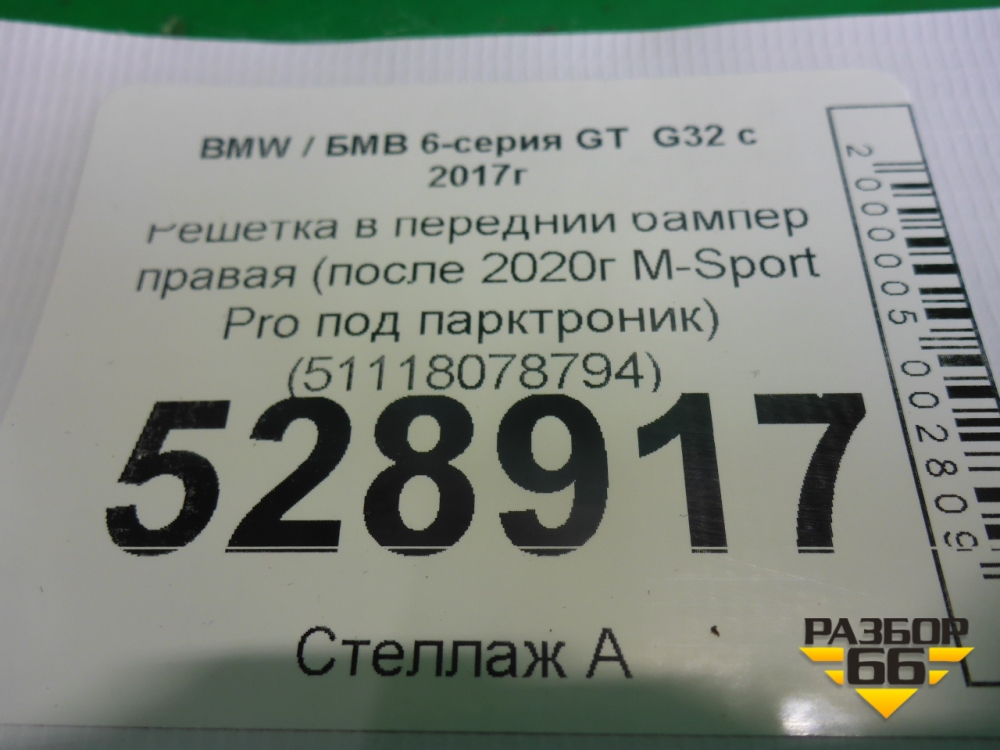 BMW / БМВ 6-серия GT G32 с
2017г
Решетка в передний бампер
правая (после 2020г M-Sport
Pro под парктроник)
(51118078794)
528917
Стеллаж А
2000005002809
РАЗБОР
66